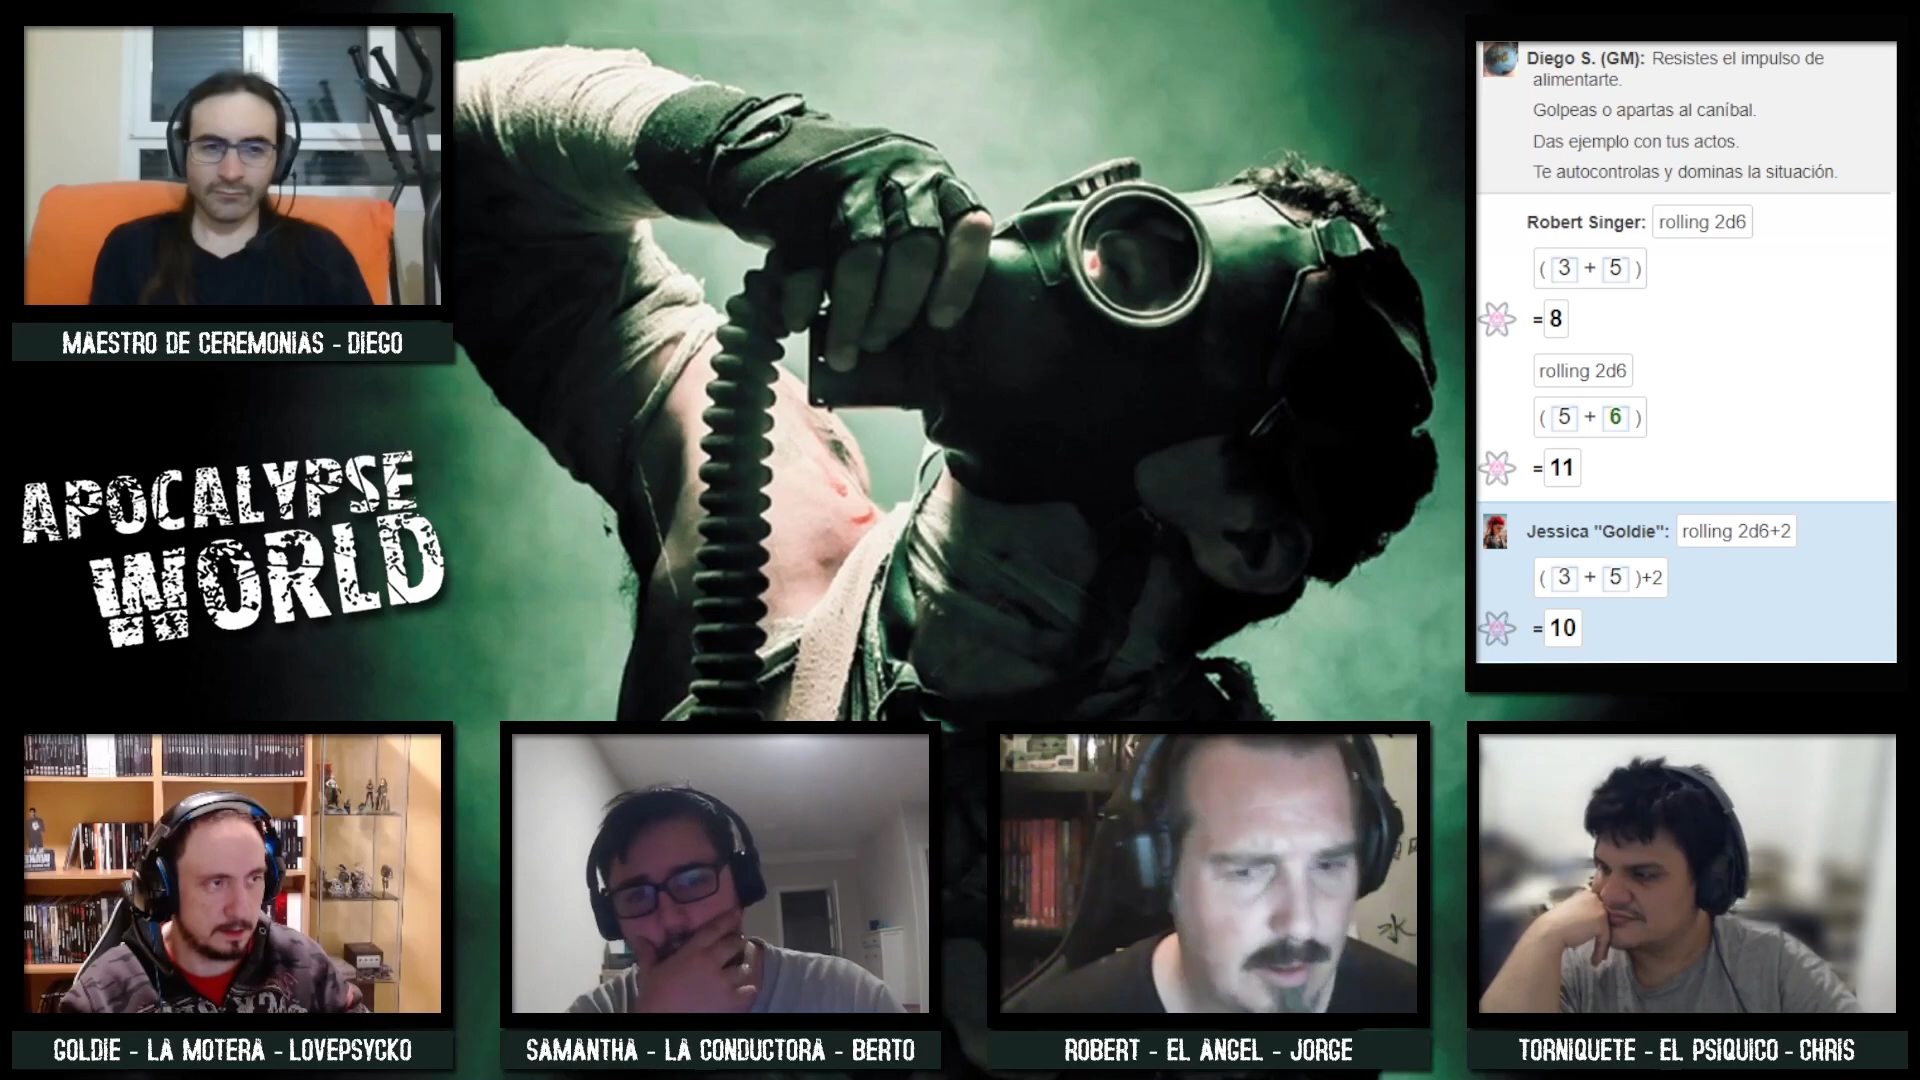 MAESTRO DE CEREMONIAS - DIEGO
APOCALYPSE
WORLD
Diego S. (GM): Resistes el impulso de
alimentarte.
Golpeas o apartas al caníbal.
Das ejemplo con tus actos.
Te autocontrolas y dominas la situación.
Robert Singer: rolling 2d6
( 3 + 5 )
= 8
rolling 2d6
( 5 + 6 )
= 11
Jessica "Goldie": rolling 2d6+2
( 3 + 5 )+2
= 10
水
GOLDIE - LA MOTERA - LOVEPSYCKO
SAMANTHA - LA CONDUCTORA - BERTO
ROBERT - EL ANGEL - JORGE
TORNIQUETE - EL PSIQUICO - CHRIS